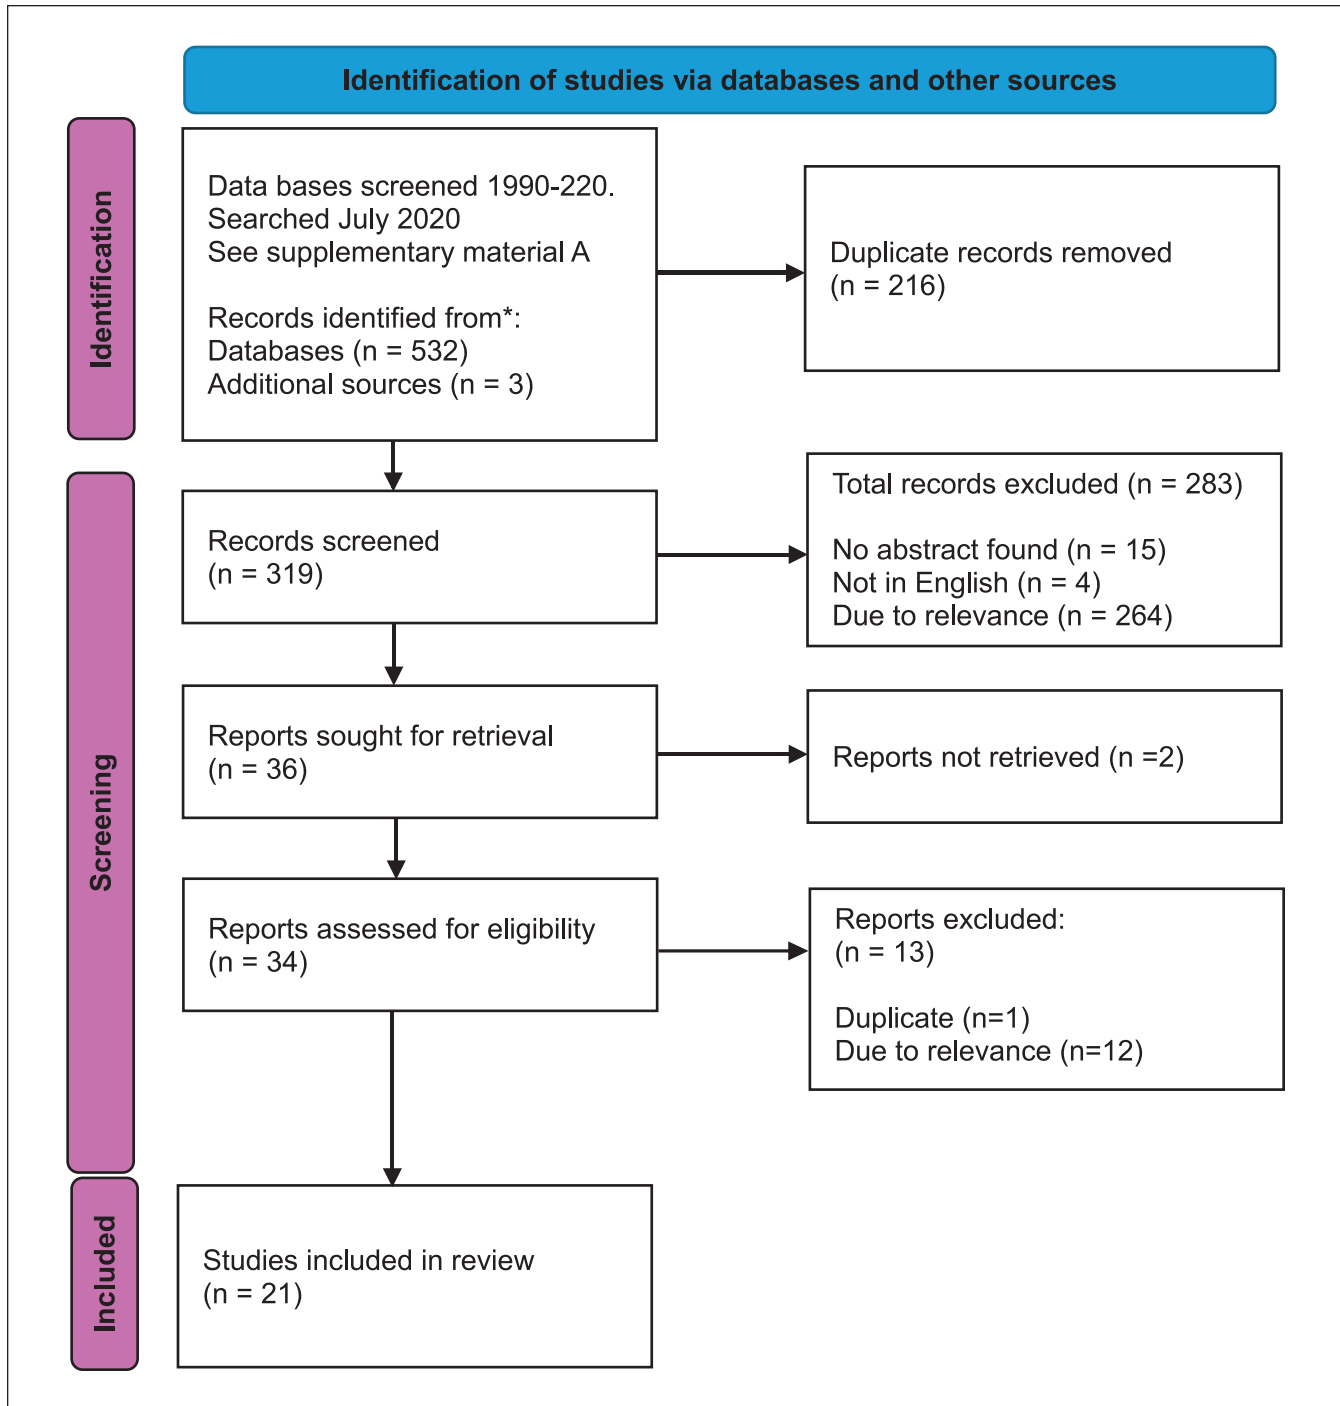 Identification of studies via databases and other sources
Identification
Data bases screened 1990-220.
Searched July 2020
See supplementary material A
Records identified from*:
Databases (n = 532)
Additional sources (n = 3)
Duplicate records removed
(n = 216)
Screening
Records screened
(n = 319)
Total records excluded (n = 283)
No abstract found (n = 15)
Not in English (n = 4)
Due to relevance (n = 264)
Reports sought for retrieval
(n = 36)
Reports not retrieved (n =2)
Reports assessed for eligibility
(n = 34)
Reports excluded:
(n = 13)
Duplicate (n=1)
Due to relevance (n=12)
Included
Studies included in review
(n = 21)